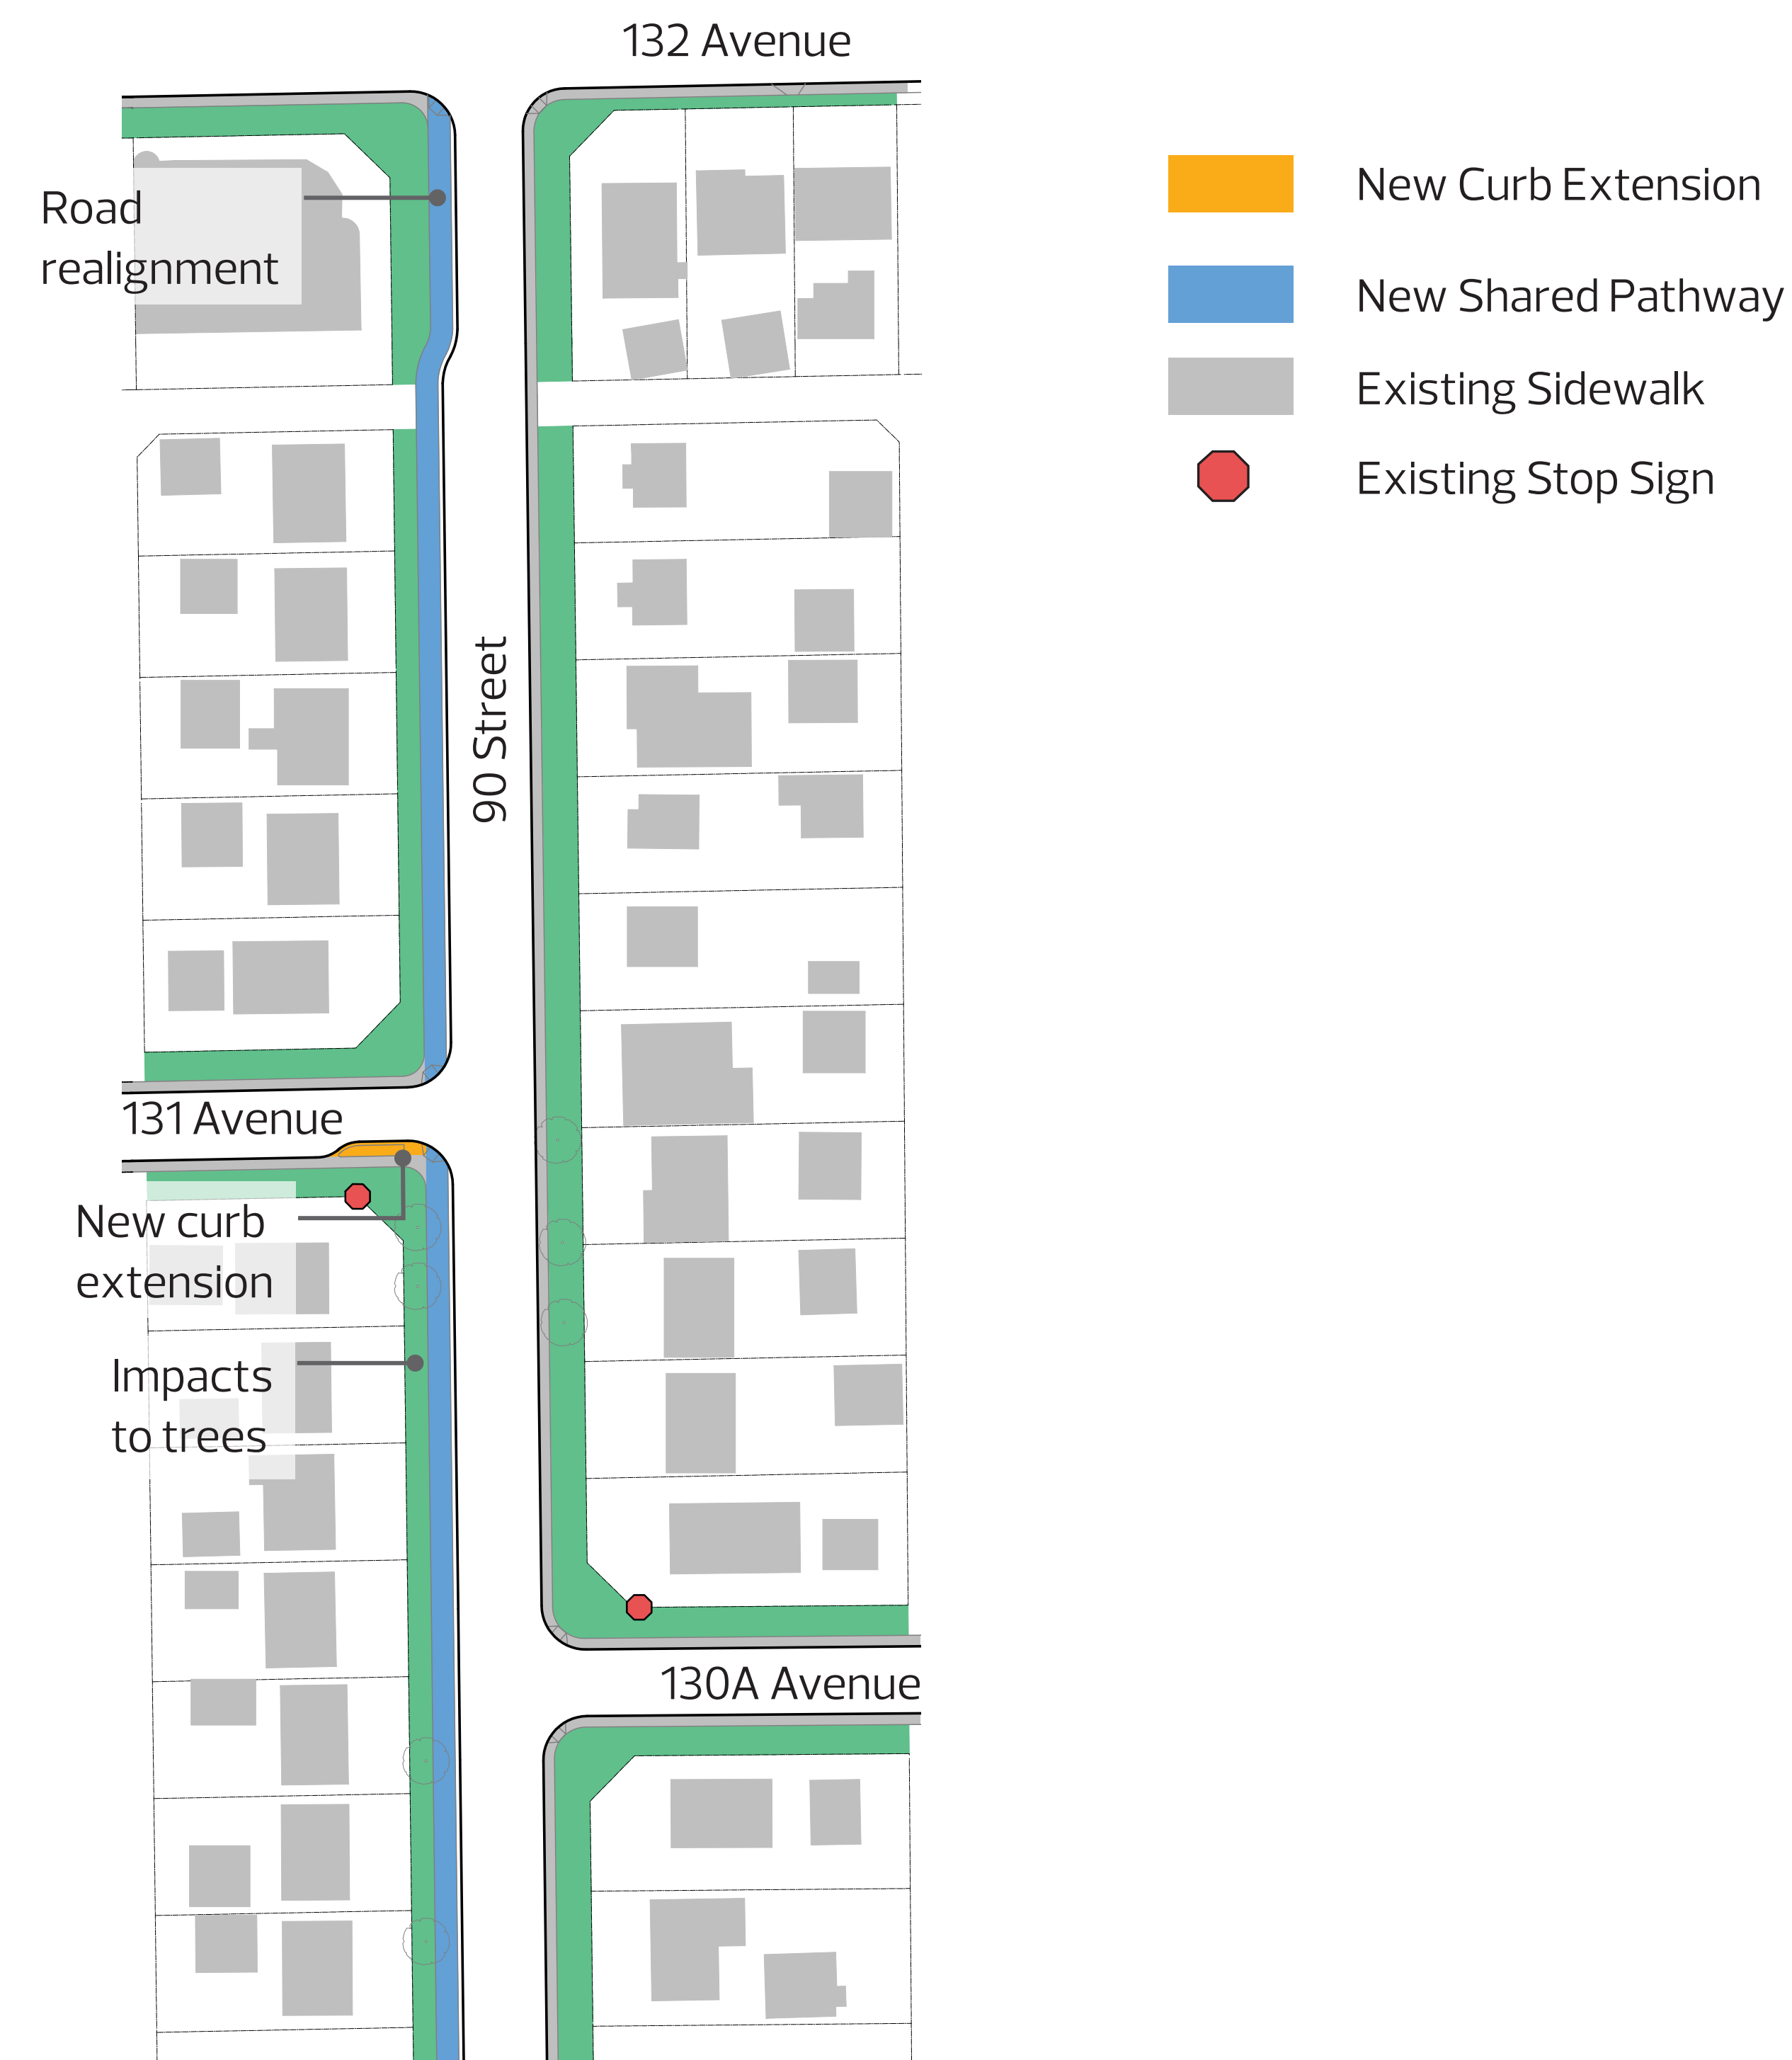 132 Avenue
Road
realignment
New Curb Extension
New Shared Pathway
Existing Sidewalk
Existing Stop Sign
90 Street
131 Avenue
New curb
extension
Impacts
to trees
130A Avenue